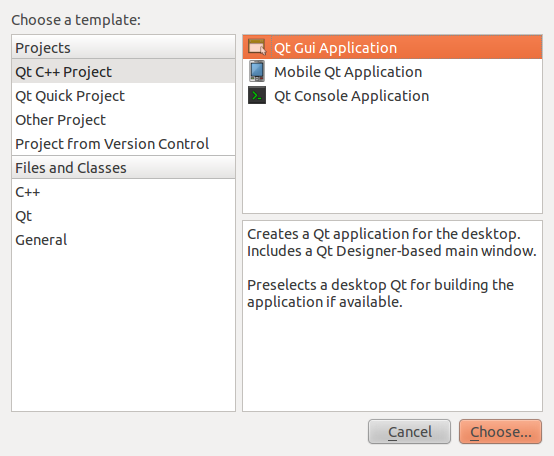 Choose a template:
Projects
Qt C++ Project
Qt Quick Project
Other Project
Project from Version Control
Files and Classes
C++
Qt
General
Qt Gui Application
Mobile Qt Application
Qt Console Application
Creates a Qt application for the desktop.
Includes a Qt Designer-based main window.
Preselects a desktop Qt for building the
application if available.
Cancel
Choose...